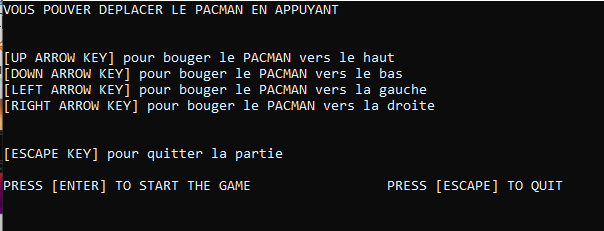 VOUS POUVER DEPLACER LE PACMAN EN APPUYANT
[UP ARROW KEY] pour bouger le PACMAN vers le haut
[DOWN ARROW KEY] pour bouger le PACMAN vers le bas
[LEFT ARROW KEY] pour bouger le PACMAN vers la gauche
[RIGHT ARROW KEY] pour bouger le PACMAN vers la droite
[ESCAPE KEY] pour quitter la partie
PRESS [ENTER] TO START THE GAME PRESS [ESCAPE] TO QUIT